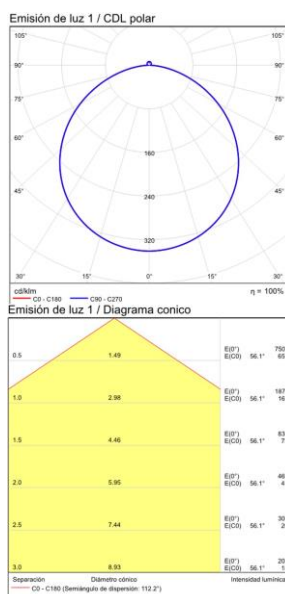 Emisión de luz 1 / CDL polar
105° 105°
90° 90°
75° 75°
60° 60°
160
45° 45°
240
320
30° 15° 0° 15° 30°
cd/klm η = 100%
C0 - C180 C90 - C270
Emisión de luz 1 / Diagrama conico
0.5 1.49 E(0°) 750
E(C0) 56.1° 65
1.0 2.98 E(0°) 187
E(C0) 56.1° 16
1.5 4.46 E(0°) 83
E(C0) 56.1° 7
2.0 5.95 E(0°) 46
E(C0) 56.1° 4
2.5 7.44 E(0°) 30
E(C0) 56.1° 2
3.0 8.93 E(0°) 20
E(C0) 56.1° 1
Separación Diámetro cónico Intensidad lumínica
C0 - C180 (Semiángulo de dispersión: 112.2°)